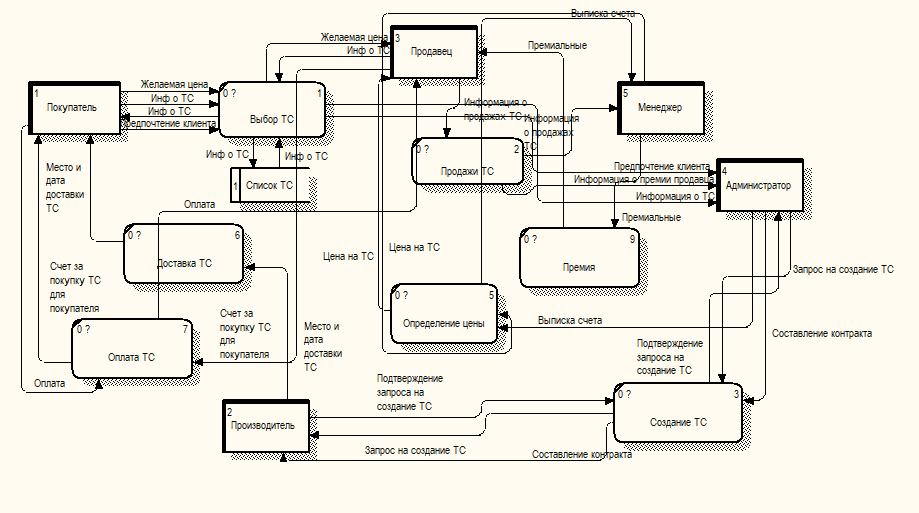 Выписка счета
Желаемая цена
3
Инф о ТС
Продавец
Премиальные
Желаемая цена
1
Покупатель
Инф о ТС
Инф о ТС
0 ?
1
Выбор ТС
Информация о
продажах ТС
Информация
о продажах
ТС
5
Менеджер
Инф о ТС
Инф о ТС
0 ?
2
Продажи ТС
Предпочтение клиента
Информация о премии продавца
Информация о ТС
4
Администратор
Место и
дата
доставки
ТС
1
Список ТС
Оплата
Премиальные
0 ?
6
Доставка ТС
Цена на ТС
Цена на ТС
0 ?
9
Премия
Запрос на создание ТС
Счет за
покупку ТС
для
покупателя
0 ?
5
Определение цены
Выписка счета
Составление контракта
0 ?
7
Оплата ТС
Счет за
покупку ТС
для
покупателя
Место и
дата
доставки
ТС
Подтверждение
запроса на
создание ТС
Оплата
Подтверждение
запроса на
создание ТС
2
Производитель
0 ?
3
Создание ТС
Запрос на создание ТС
Составление контракта